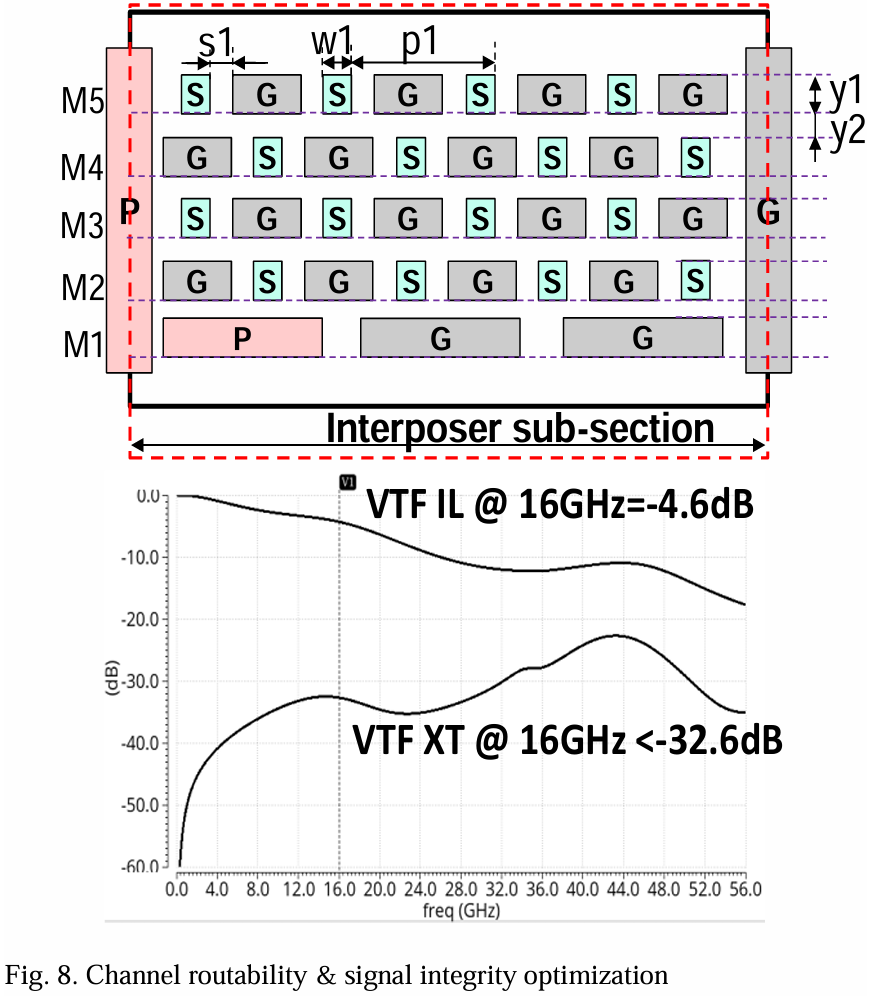 s1 w1 p1
M5 S G S G S G S G y1
y2
M4 G S G S G S G S
P G
M3 S G S G S G S G
M2 G S G S G S G S
M1 P G G
Interposer sub-section
V1
VTF IL @ 16GHz=-4.6dB
0.0
-10.0
-20.0
-30.0
(dB)
VTF XT @ 16GHz <-32.6dB
-40.0
-50.0
-60.0
0.0 4.0 8.0 12.0 16.0 20.0 24.0 28.0 32.0 36.0 40.0 44.0 48.0 52.0 56.0
freq (GHz)
Fig. 8. Channel routability & signal integrity optimization